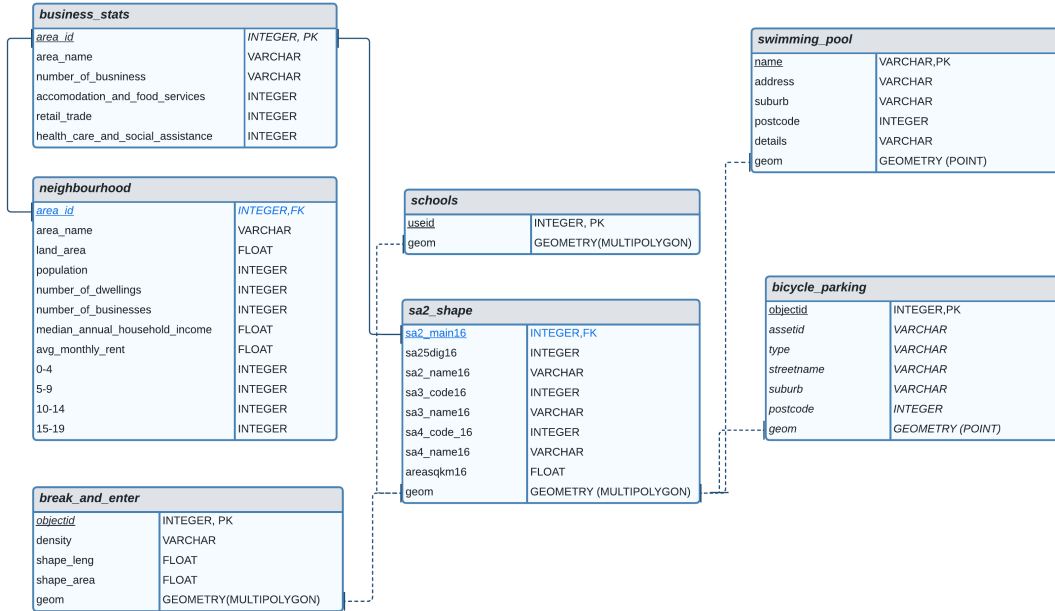 business_stats
area_id INTEGER, PK
area_name VARCHAR
number_of_busniness VARCHAR
accomodation_and_food_services INTEGER
retail_trade INTEGER
health_care_and_social_assistance INTEGER
neighbourhood
area_id INTEGER,FK
area_name VARCHAR
land_area FLOAT
population INTEGER
number_of_dwellings INTEGER
number_of_businesses INTEGER
median_annual_household_income FLOAT
avg_monthly_rent FLOAT
0-4 INTEGER
5-9 INTEGER
10-14 INTEGER
15-19 INTEGER
break_and_enter
objectid INTEGER, PK
density VARCHAR
shape_leng FLOAT
shape_area FLOAT
geom GEOMETRY(MULTIPOLYGON)
schools
useid INTEGER, PK
geom GEOMETRY(MULTIPOLYGON)
sa2_shape
sa2_main16 INTEGER,FK
sa25dig16 INTEGER
sa2_name16 VARCHAR
sa3_code16 INTEGER
sa3_name16 VARCHAR
sa4_code_16 INTEGER
sa4_name16 VARCHAR
areasqkm16 FLOAT
geom GEOMETRY (MULTIPOLYGON)
swimming_pool
name VARCHAR,PK
address VARCHAR
suburb VARCHAR
postcode INTEGER
details VARCHAR
geom GEOMETRY (POINT)
bicycle_parking
objectid INTEGER,PK
assetid VARCHAR
type VARCHAR
streetname VARCHAR
suburb VARCHAR
postcode INTEGER
geom GEOMETRY (POINT)